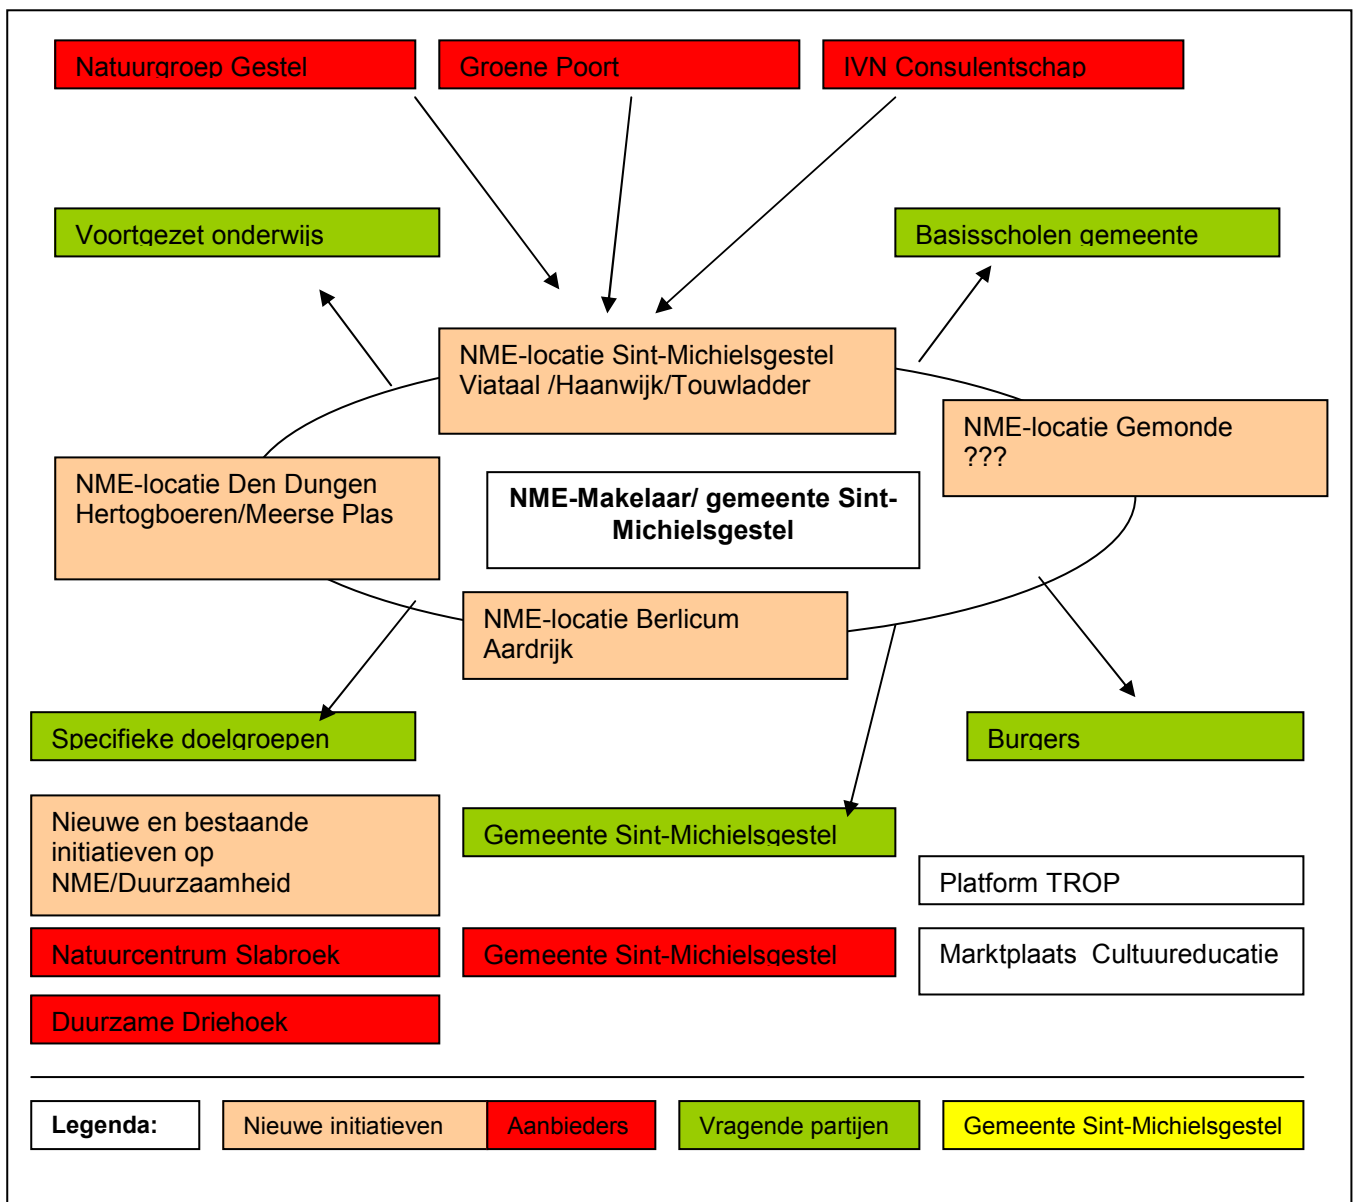 Natuurgroep Gestel
Groene Poort
IVN Consulentschap
Voortgezet onderwijs
Basisscholen gemeente
NME-locatie Sint-Michielsgestel
Viataal /Haanwijk/Touwladder
NME-locatie Gemonde
???
NME-locatie Den Dungen
Hertogboeren/Meerse Plas
NME-Makelaar/ gemeente Sint-
Michielsgestel
NME-locatie Berlicum
Aardrijk
Specifieke doelgroepen
Burgers
Nieuwe en bestaande
initiatieven op
NME/Duurzaamheid
Gemeente Sint-Michielsgestel
Platform TROP
Natuurcentrum Slabroek
Gemeente Sint-Michielsgestel
Marktplaats Cultuureducatie
Duurzame Driehoek
Legenda:
Nieuwe initiatieven
Aanbieders
Vragende partijen
Gemeente Sint-Michielsgestel